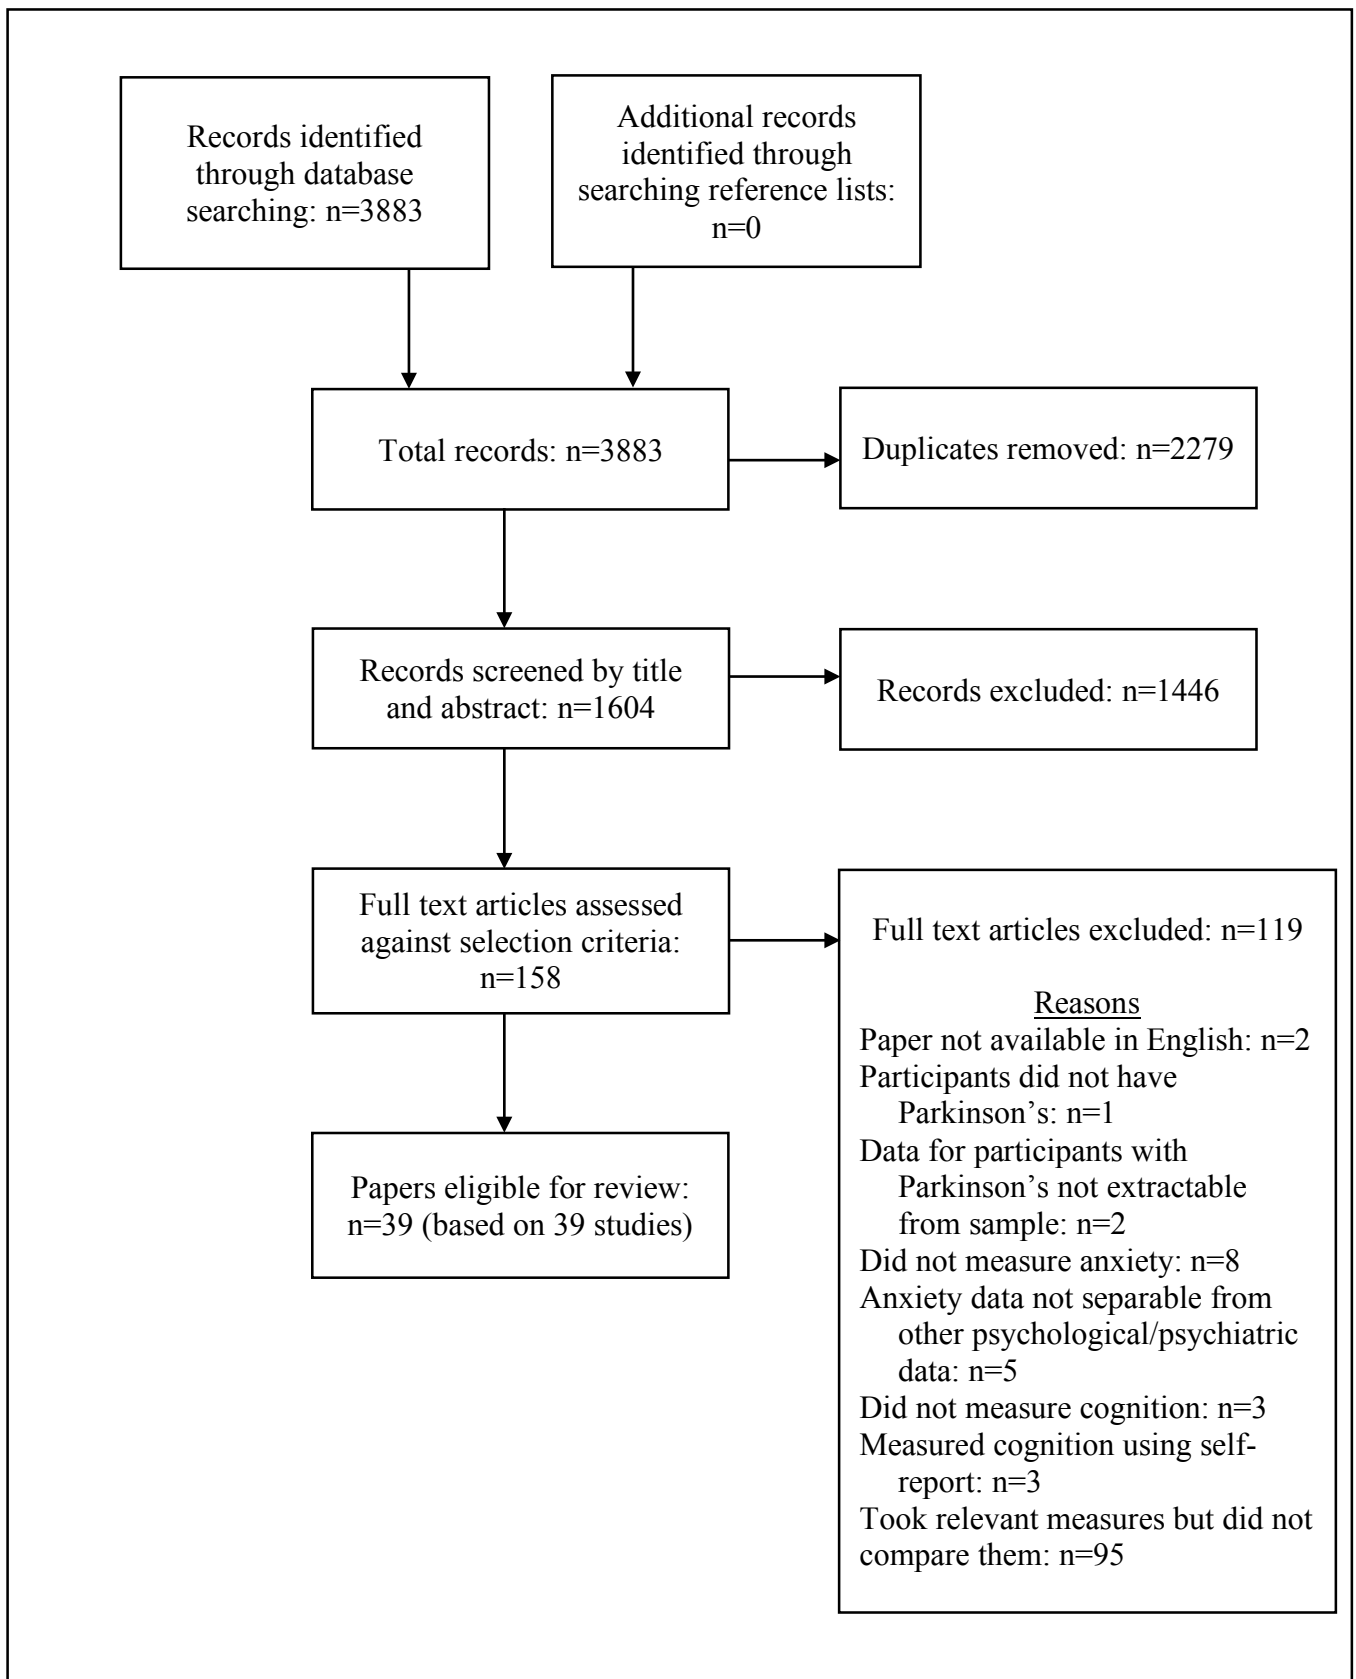 Records identified
through database
searching: n=3883
Additional records
identified through
searching reference lists:
n=0
Total records: n=3883
Duplicates removed: n=2279
Records screened by title
and abstract: n=1604
Records excluded: n=1446
Full text articles assessed
against selection criteria:
n=158
Full text articles excluded: n=119
Reasons
Paper not available in English: n=2
Participants did not have
Parkinson’s: n=1
Data for participants with
Parkinson’s not extractable
from sample: n=2
Did not measure anxiety: n=8
Anxiety data not separable from
other psychological/psychiatric
data: n=5
Did not measure cognition: n=3
Measured cognition using self-
report: n=3
Took relevant measures but did not
compare them: n=95
Papers eligible for review:
n=39 (based on 39 studies)